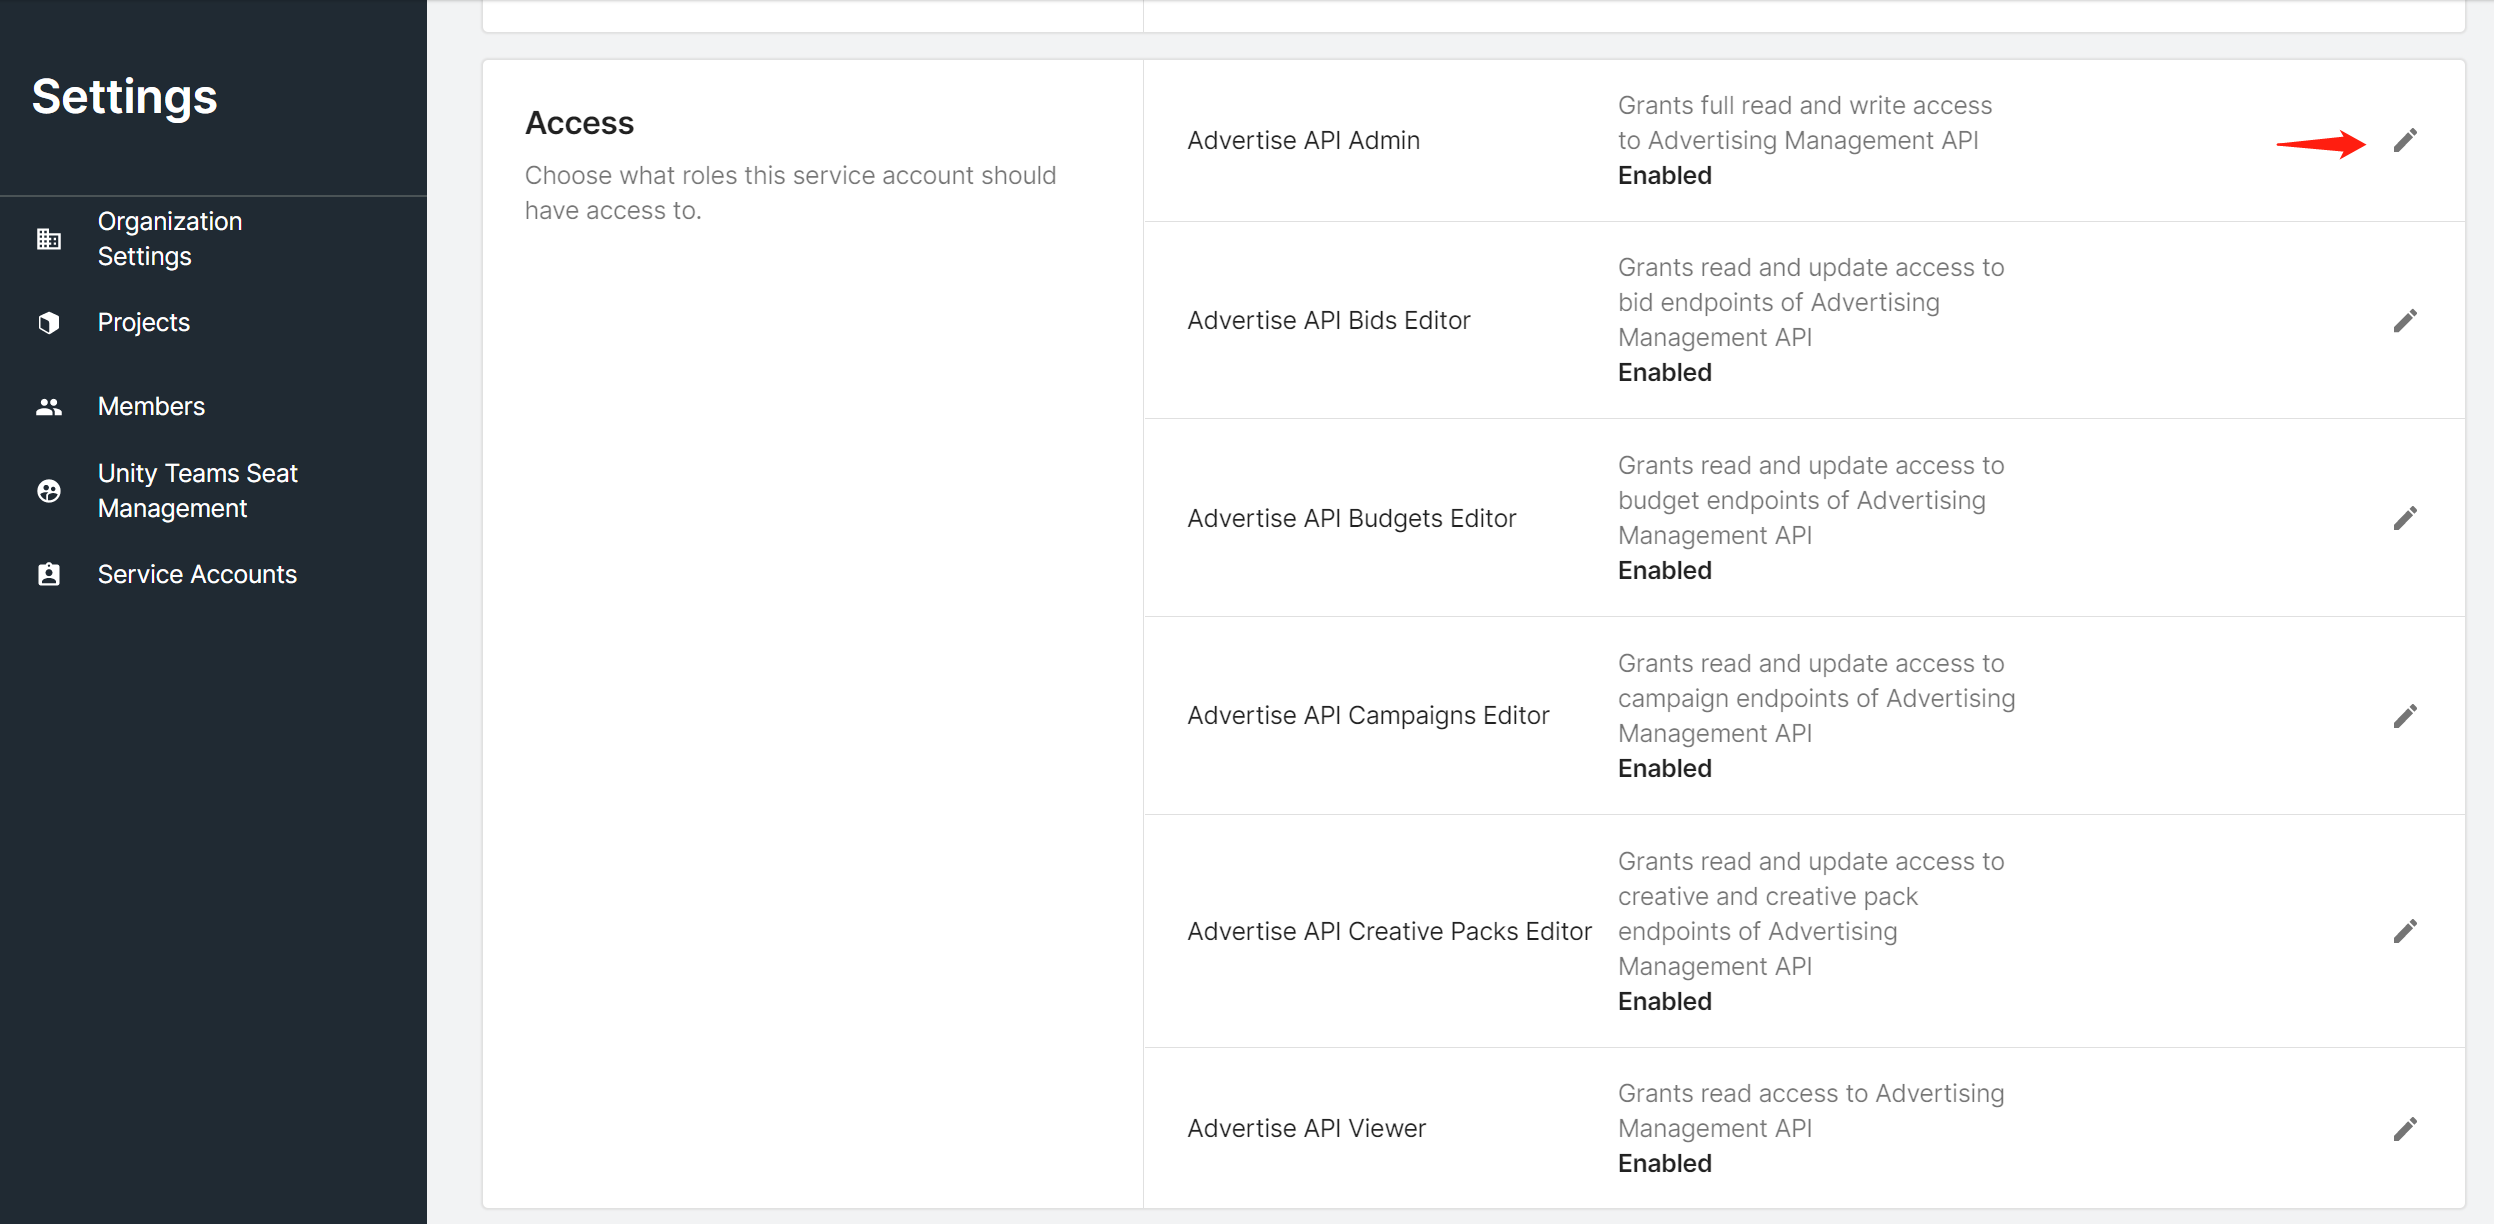 Settings
Organization
Settings
Projects
Members
Unity Teams Seat
Management
Service Accounts
Access
Choose what roles this service account should
have access to.
Advertise API Admin
Grants full read and write access
to Advertising Management API
Enabled
Advertise API Bids Editor
Grants read and update access to
bid endpoints of Advertising
Management API
Enabled
Advertise API Budgets Editor
Grants read and update access to
budget endpoints of Advertising
Management API
Enabled
Advertise API Campaigns Editor
Grants read and update access to
campaign endpoints of Advertising
Management API
Enabled
Advertise API Creative Packs Editor
Grants read and update access to
creative and creative pack
endpoints of Advertising
Management API
Enabled
Advertise API Viewer
Grants read access to Advertising
Management API
Enabled